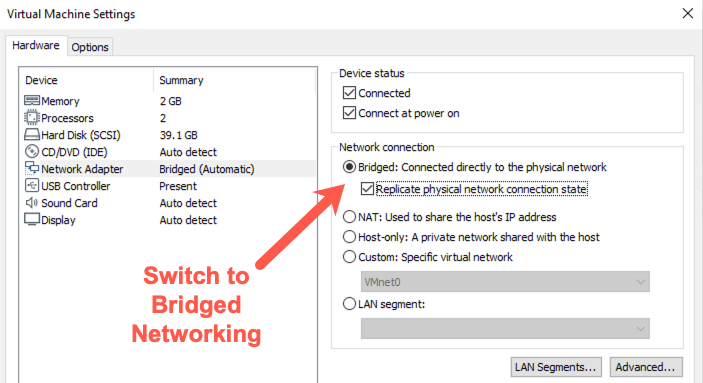 Virtual Machine Settings
Hardware Options
Device Summary
Memory 2 GB
Processors 2
Hard Disk (SCSI) 39.1 GB
CD/DVD (IDE) Auto detect
Network Adapter Bridged (Automatic)
USB Controller Present
Sound Card Auto detect
Display Auto detect
Switch to
Bridged
Networking
Device status
Connected
Connect at power on
Network connection
Bridged: Connected directly to the physical network
Replicate physical network connection state
NAT: Used to share the host's IP address
Host-only: A private network shared with the host
Custom: Specific virtual network
VMnet0
LAN segment:
LAN Segments... Advanced...